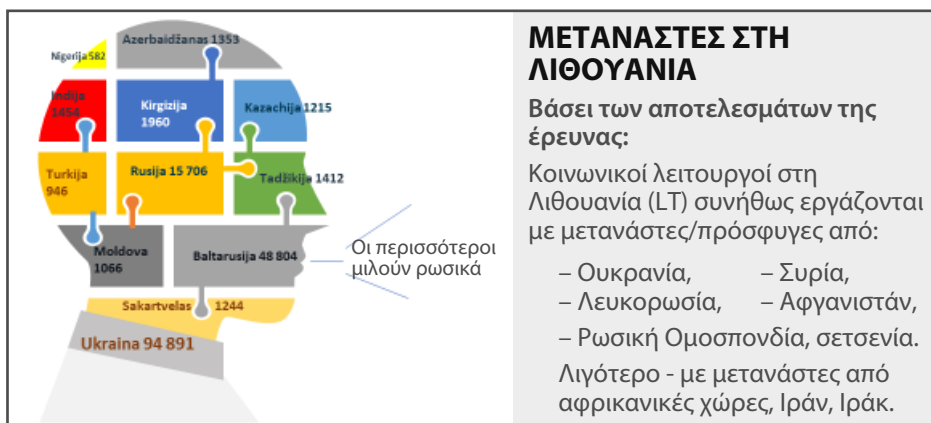 Azerbaidžanas 1353
Nigerija 582
Indija
1454
Kirgizija
1960
Kazachija 1215
Turkija
946
Rusija 15 706
Tadžikija 1412
Moldova
1066
Baltarusija 48 804
Sakartvelas 1244
Ukraina 94 891
Οι περισσότεροι
μιλούν ρωσικά
ΜΕΤΑΝΑΣΤΕΣ ΣΤΗ
ΛΙΘΟΥΑΝΙΑ
Βάσει των αποτελεσμάτων της
έρευνας:
Κοινωνικοί λειτουργοί στη
Λιθουανία (LT) συνήθως εργάζονται
με μετανάστες/πρόσφυγες από:
– Ουκρανία, – Συρία,
– Λευκορωσία, – Αφγανιστάν,
– Ρωσική Ομοσπονδία, σετσενία.
Λιγότερο - με μετανάστες από
αφρικανικές χώρες, Ιράν, Ιράκ.